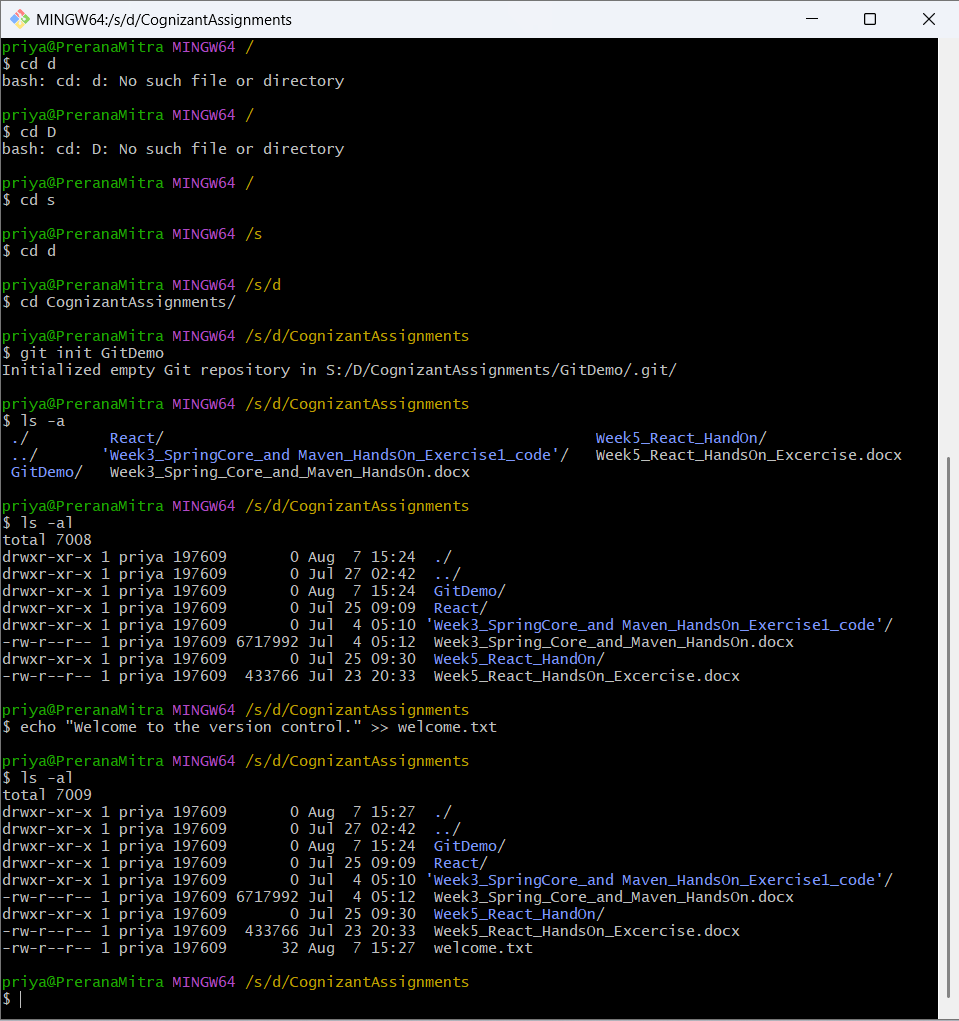 MINGW64:/s/d/CognizantAssignments
priya@PreranaMitra MINGW64 /
$ cd d
bash: cd: d: No such file or directory

priya@PreranaMitra MINGW64 /
$ cd D
bash: cd: D: No such file or directory

priya@PreranaMitra MINGW64 /
$ cd s

priya@PreranaMitra MINGW64 /s
$ cd d

priya@PreranaMitra MINGW64 /s/d
$ cd CognizantAssignments/

priya@PreranaMitra MINGW64 /s/d/CognizantAssignments
$ git init GitDemo
Initialized empty Git repository in S:/D/CognizantAssignments/GitDemo/.git/

priya@PreranaMitra MINGW64 /s/d/CognizantAssignments
$ ls -a
 ./         React/                                                Week5_React_HandOn/
 ../       'Week3_SpringCore_and Maven_HandsOn_Exercise1_code'/   Week5_React_HandsOn_Excercise.docx
 GitDemo/   Week3_Spring_Core_and_Maven_HandsOn.docx

priya@PreranaMitra MINGW64 /s/d/CognizantAssignments
$ ls -al
total 7008
drwxr-xr-x 1 priya 197609       0 Aug  7 15:24  ./
drwxr-xr-x 1 priya 197609       0 Jul 27 02:42  ../
drwxr-xr-x 1 priya 197609       0 Aug  7 15:24  GitDemo/
drwxr-xr-x 1 priya 197609       0 Jul 25 09:09  React/
drwxr-xr-x 1 priya 197609       0 Jul  4 05:10 'Week3_SpringCore_and Maven_HandsOn_Exercise1_code'/
-rw-r--r-- 1 priya 197609 6717992 Jul  4 05:12  Week3_Spring_Core_and_Maven_HandsOn.docx
drwxr-xr-x 1 priya 197609       0 Jul 25 09:30  Week5_React_HandOn/
-rw-r--r-- 1 priya 197609  433766 Jul 23 20:33  Week5_React_HandsOn_Excercise.docx

priya@PreranaMitra MINGW64 /s/d/CognizantAssignments
$ echo "Welcome to the version control." >> welcome.txt

priya@PreranaMitra MINGW64 /s/d/CognizantAssignments
$ ls -al
total 7009
drwxr-xr-x 1 priya 197609       0 Aug  7 15:27  ./
drwxr-xr-x 1 priya 197609       0 Jul 27 02:42  ../
drwxr-xr-x 1 priya 197609       0 Aug  7 15:24  GitDemo/
drwxr-xr-x 1 priya 197609       0 Jul 25 09:09  React/
drwxr-xr-x 1 priya 197609       0 Jul  4 05:10 'Week3_SpringCore_and Maven_HandsOn_Exercise1_code'/
-rw-r--r-- 1 priya 197609 6717992 Jul  4 05:12  Week3_Spring_Core_and_Maven_HandsOn.docx
drwxr-xr-x 1 priya 197609       0 Jul 25 09:30  Week5_React_HandOn/
-rw-r--r-- 1 priya 197609  433766 Jul 23 20:33  Week5_React_HandsOn_Excercise.docx
-rw-r--r-- 1 priya 197609      32 Aug  7 15:27  welcome.txt

priya@PreranaMitra MINGW64 /s/d/CognizantAssignments
$